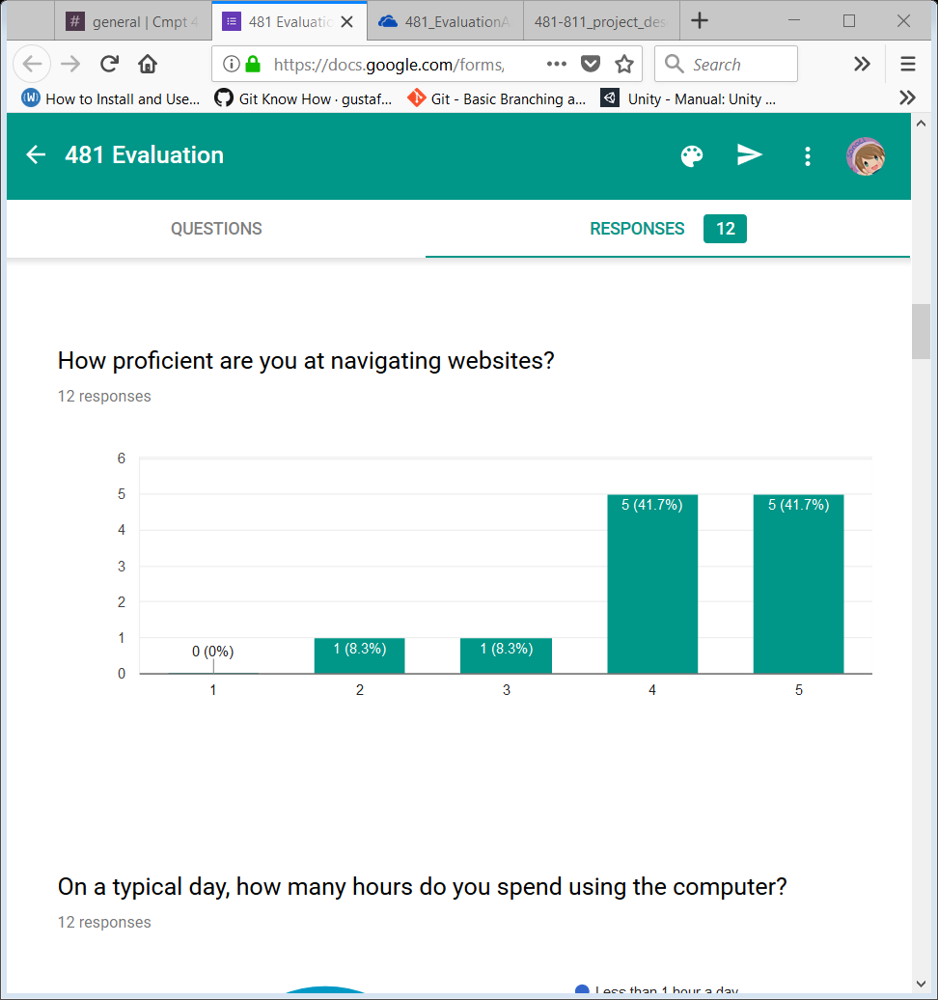 # general | Cmpt 4
481 Evaluatio
481_EvaluationA
481-811_project_des
https://docs.google.com/forms,
Search
How to Install and Use...
Git Know How · gustaf...
Git - Basic Branching a...
Unity - Manual: Unity ...
481 Evaluation
QUESTIONS
RESPONSES 12
How proficient are you at navigating websites?
12 responses
6
5
4
3
2
1
0
0 (0%)
1 (8.3%)
1 (8.3%)
5 (41.7%)
5 (41.7%)
1 2 3 4 5
On a typical day, how many hours do you spend using the computer?
12 responses
Less than 1 hour a day